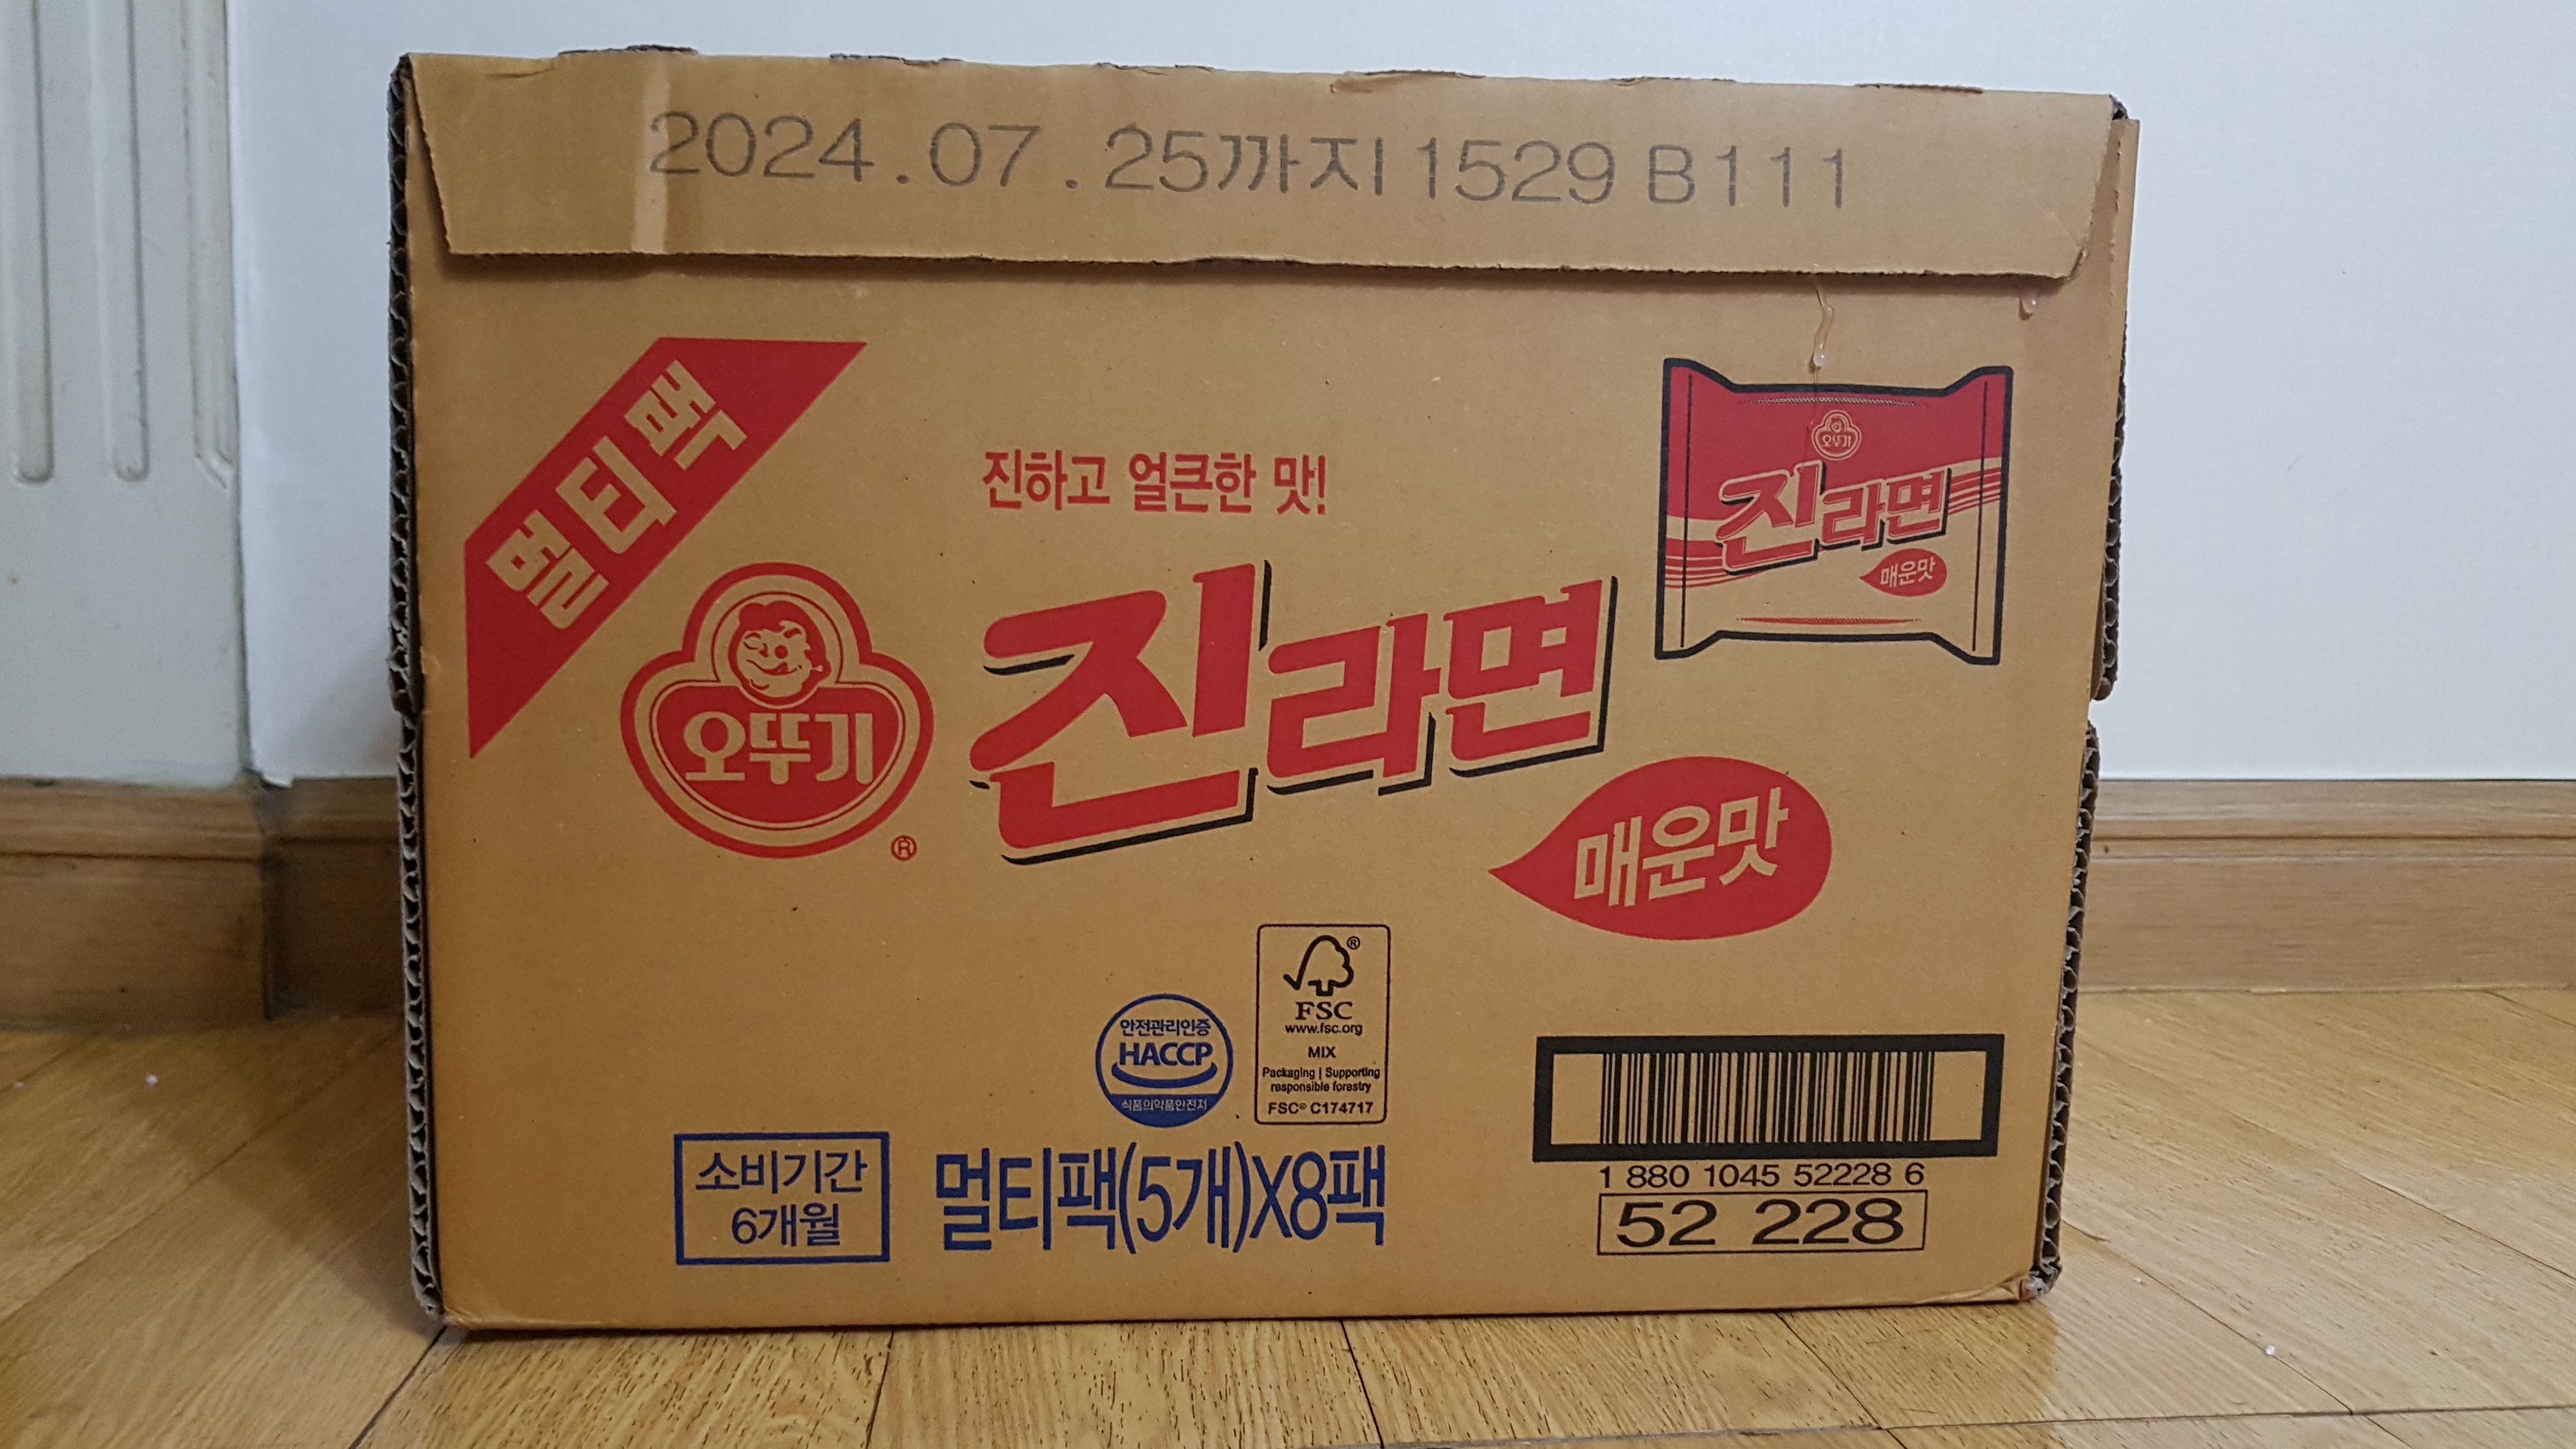 2024.07.25까지 1529 B111
멀티팩
진하고 얼큰한 맛!
오뚜기
진라면
매운맛
오뚜기
®
진라면
매운맛
®
FSC
www.fsc.org
MIX
Packaging | Supporting
responsible forestry
FSC® C174717
안전관리인증
HACCP
식품의약품안전처
소비기간
6개월
멀티팩(5개)X8팩
1 880 1045 52228 6
52 228